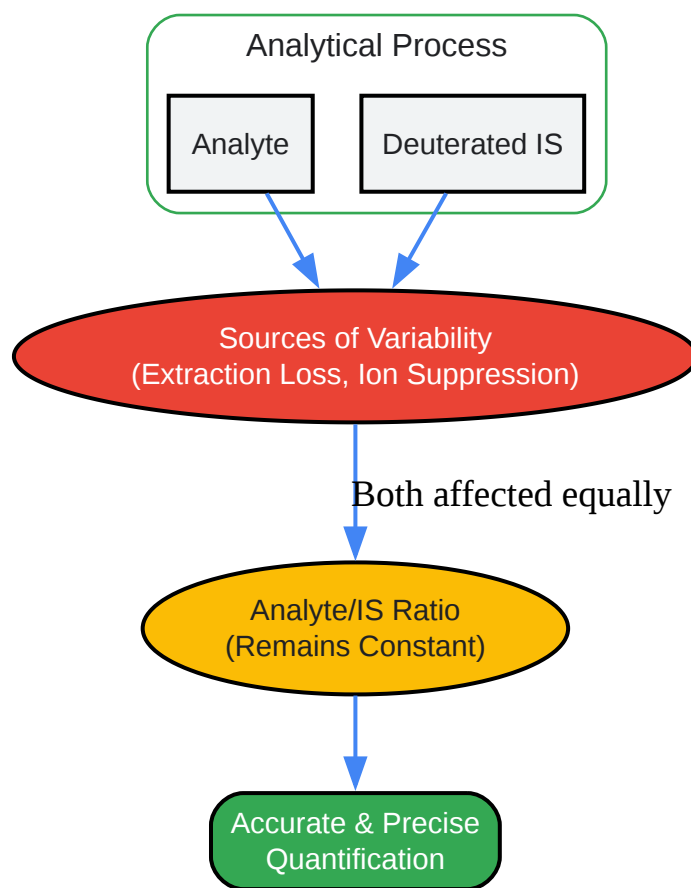 Analytical Process
Analyte
Deuterated IS
Sources of Variability
(Extraction Loss, Ion Suppression)
Both affected equally
Analyte/IS Ratio
(Remains Constant)
Accurate & Precise
Quantification